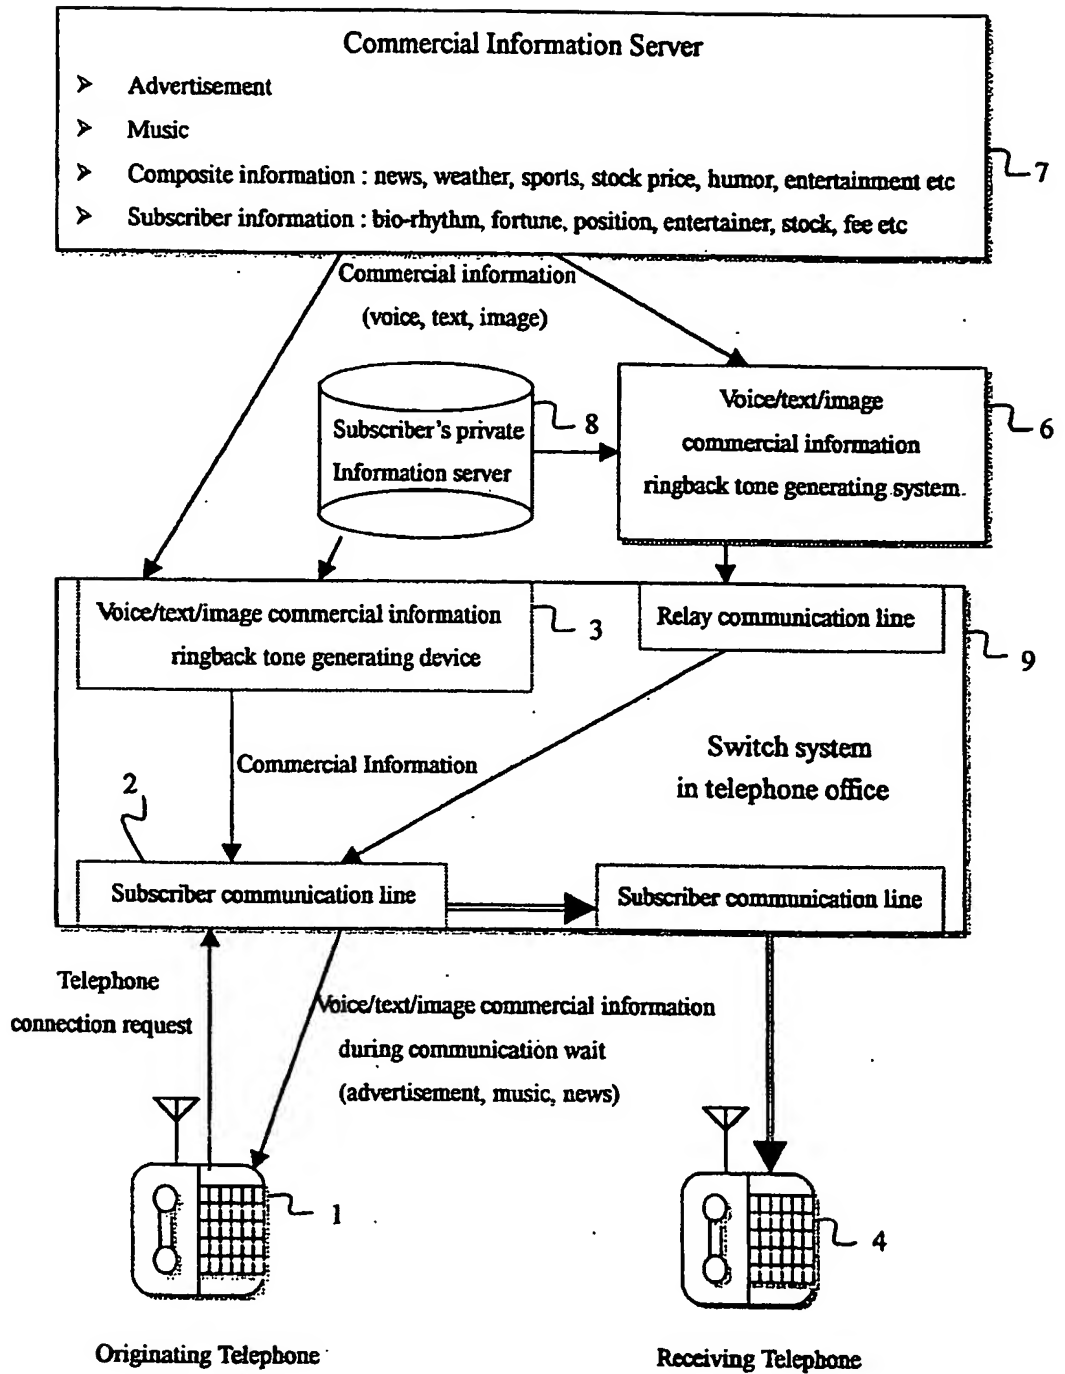 Commercial Information Server
➢ Advertisement
➢ Music
➢ Composite information : news, weather, sports, stock price, humor, entertainment etc
➢ Subscriber information : bio-rhythm, fortune, position, entertainer, stock, fee etc
7
Commercial information
(voice, text, image)
Subscriber's private
Information server
8
Voice/text/image
commercial information
ringback tone generating system.
6
Voice/text/image commercial information
ringback tone generating device
3
Relay communication line
9
Switch system
in telephone office
Commercial Information
2
Subscriber communication line
Subscriber communication line
Telephone
connection request
Voice/text/image commercial information
during communication wait
(advertisement, music, news)
1
4
Originating Telephone
Receiving Telephone